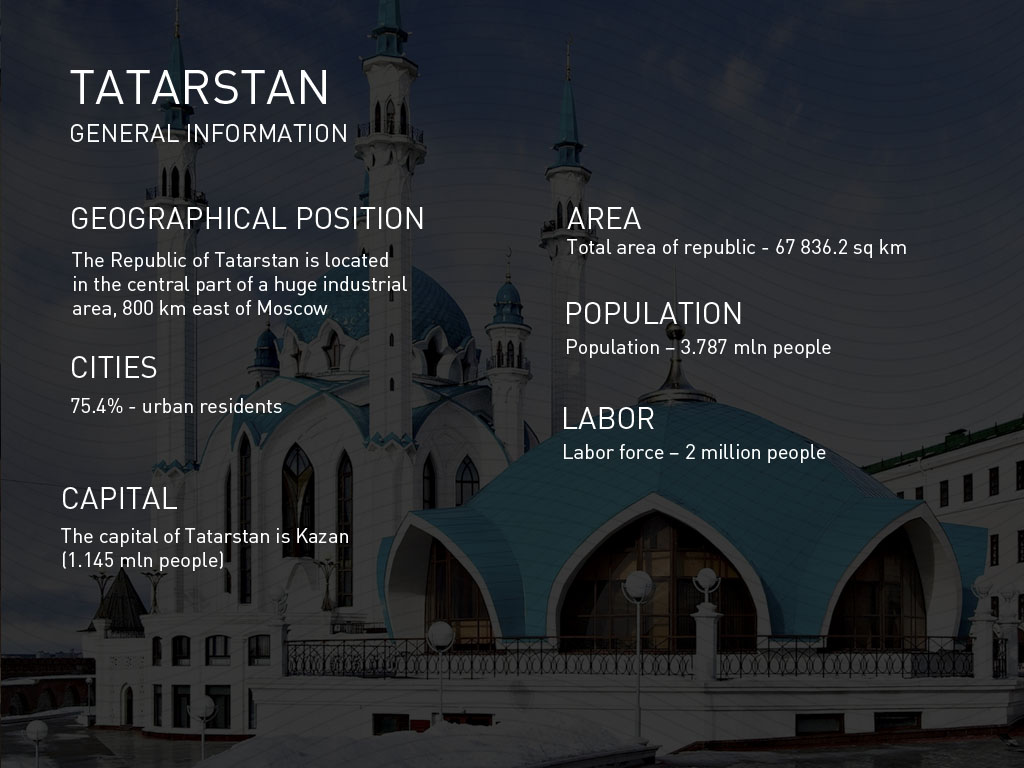 TATARSTAN
GENERAL INFORMATION
GEOGRAPHICAL POSITION
The Republic of Tatarstan is located
in the central part of a huge industrial
area, 800 km east of Moscow
CITIES
75.4% - urban residents
CAPITAL
The capital of Tatarstan is Kazan
(1.145 mln people)
AREA
Total area of republic - 67 836.2 sq km
POPULATION
Population – 3.787 mln people
LABOR
Labor force – 2 million people